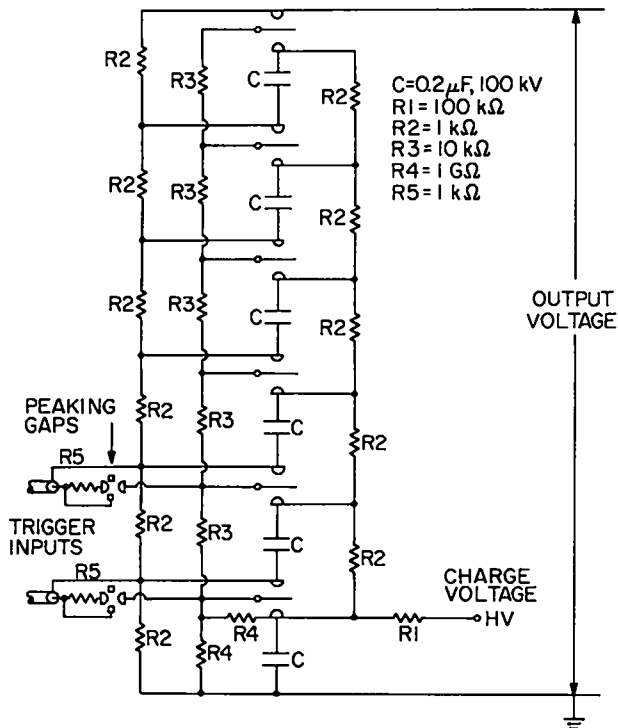 R2
R3
C
R2
C=0.2μF, 100 kV
R1=100 kΩ
R2=1 kΩ
R3=10 kΩ
R4=1 GΩ
R5=1 kΩ
R2
R3
C
R2
R2
R3
C
R2
OUTPUT
VOLTAGE
PEAKING
GAPS
R2
R3
C
R2
R5
TRIGGER
INPUTS
R2
R3
C
R2
R5
CHARGE
VOLTAGE
HV
R4
R1
R2
R4
C